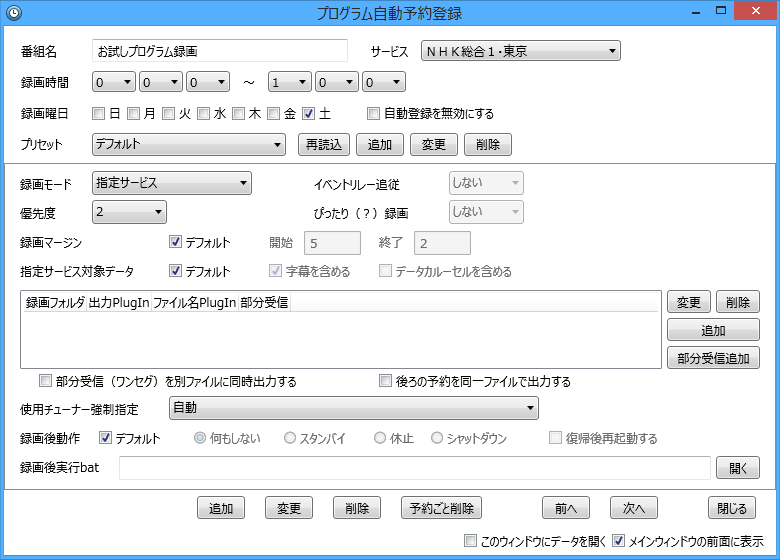 プログラム自動予約登録
番組名 お試しプログラム録画 サービス ＮＨＫ総合１・東京
録画時間 0 0 0 ～ 1 0 0
録画曜日 日 月 火 水 木 金 土 自動登録を無効にする
プリセット デフォルト 再読込 追加 変更 削除
録画モード 指定サービス イベントリレー追従 しない
優先度 2 ぴったり（？）録画 しない
録画マージン デフォルト 開始 5 終了 2
指定サービス対象データ デフォルト 字幕を含める データカルーセルを含める
録画フォルダ 出力PlugIn ファイル名PlugIn 部分受信 変更 削除
追加
部分受信追加
部分受信（ワンセグ）を別ファイルに同時出力する 後ろの予約を同一ファイルで出力する
使用チューナー強制指定 自動
録画後動作 デフォルト 何もしない スタンバイ 休止 シャットダウン 復帰後再起動する
録画後実行bat 開く
追加 変更 削除 予約ごと削除 前へ 次へ 閉じる
このウィンドウにデータを開く メインウィンドウの前面に表示